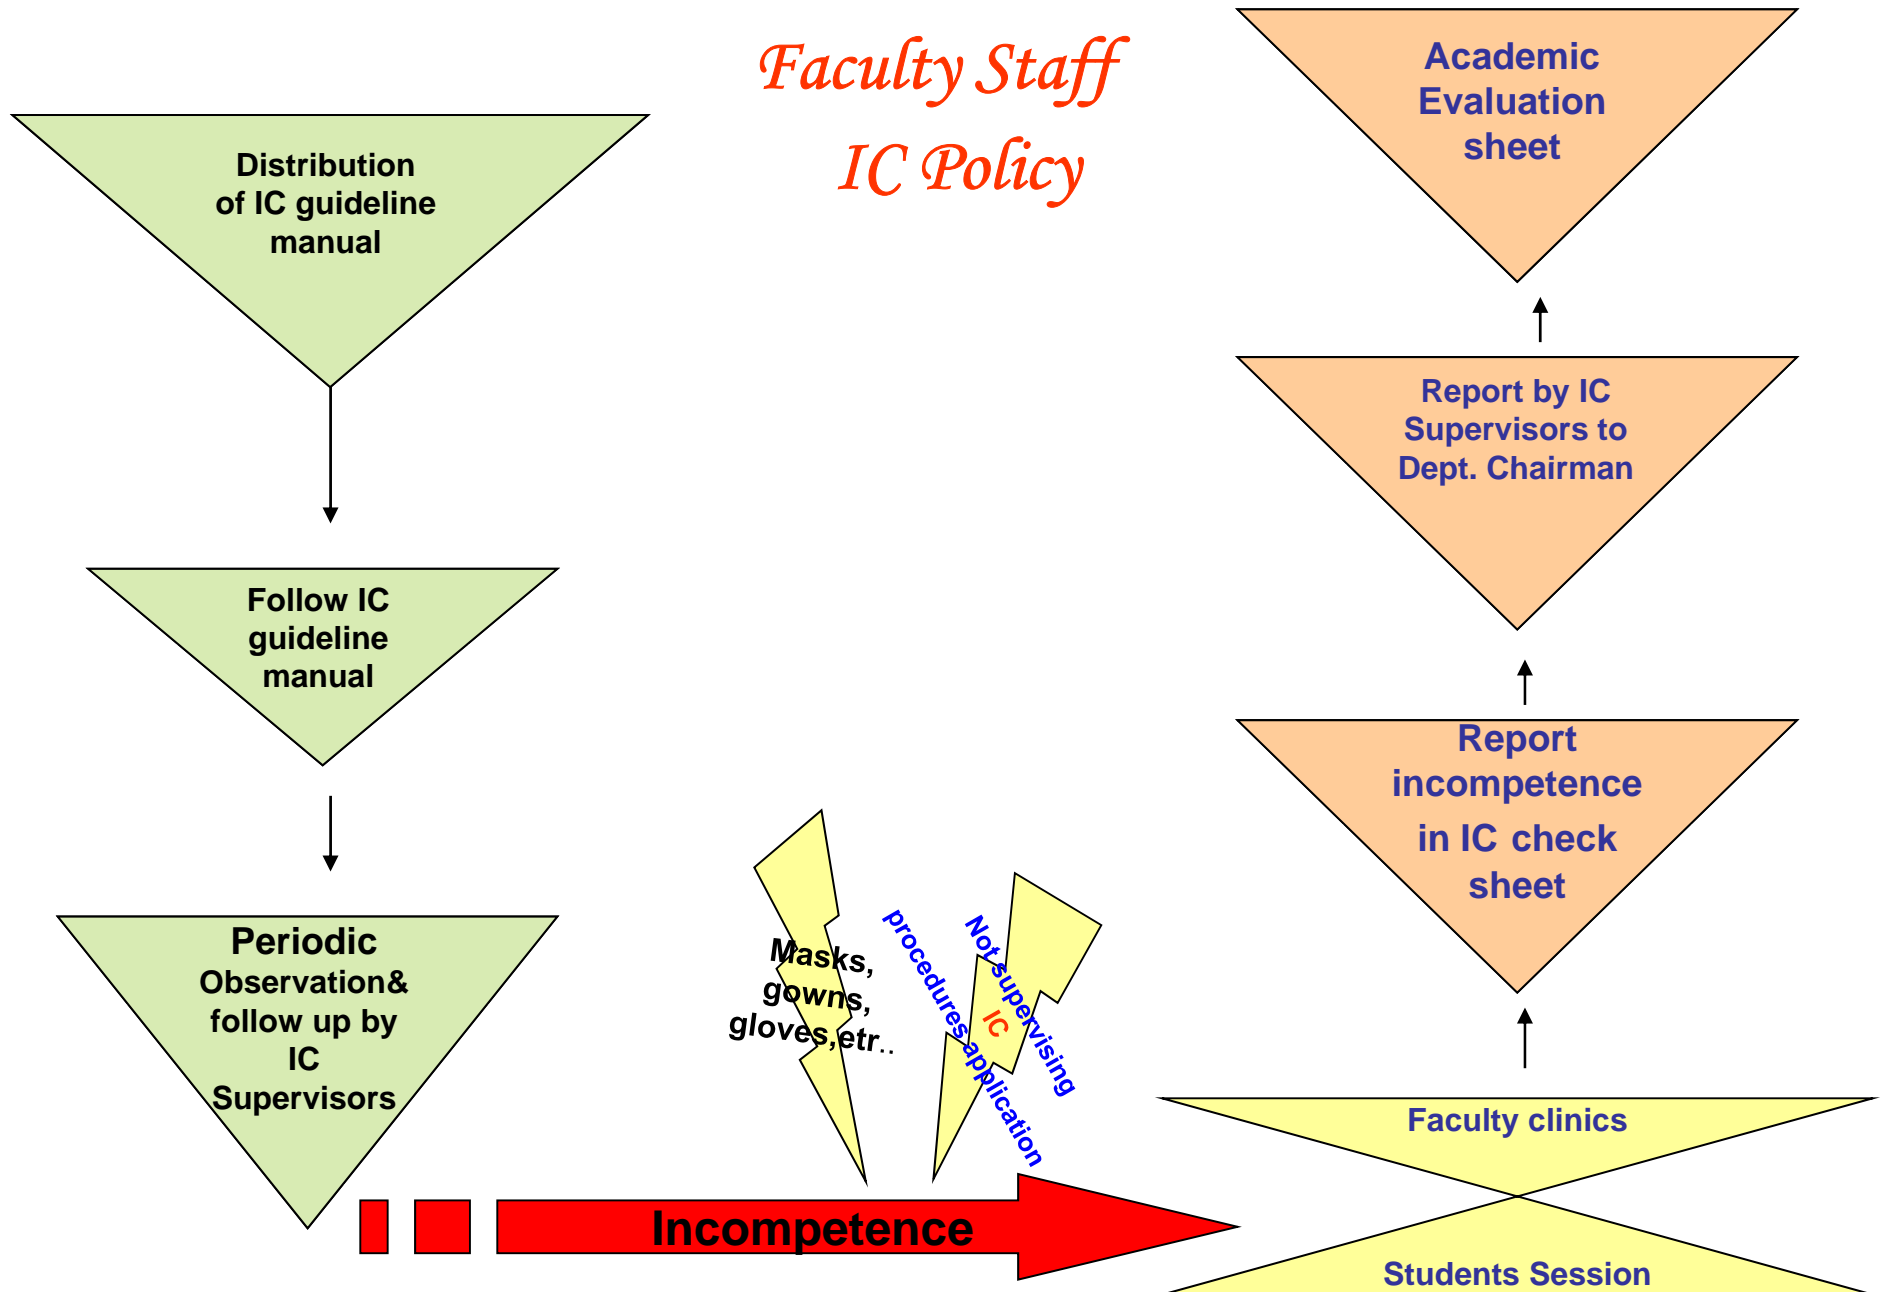 Faculty Staff
IC Policy
Distribution
of IC guideline
manual
Follow IC
guideline
manual
Periodic
Observation&
follow up by
IC
Supervisors
Masks,
gowns,
gloves,etr..
Not supervising
IC
procedures application
Incompetence
Academic
Evaluation
sheet
Report by IC
Supervisors to
Dept. Chairman
Report
incompetence
in IC check
sheet
Faculty clinics
Students Session